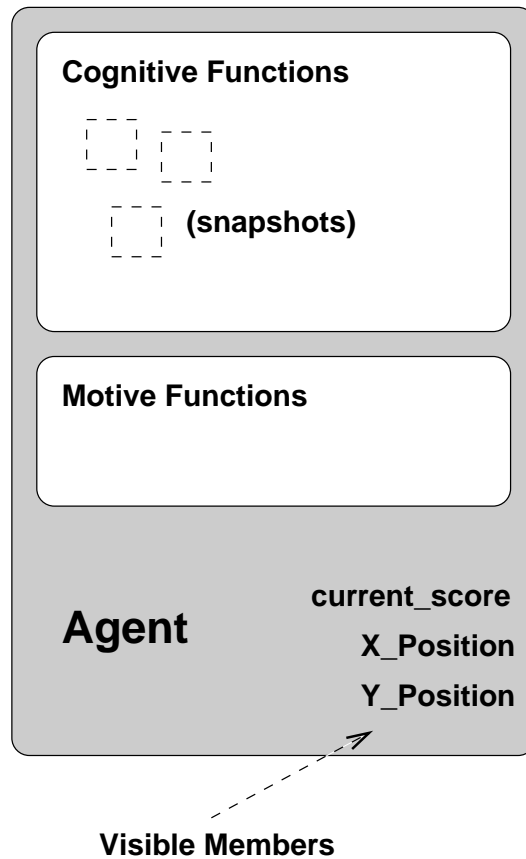 Cognitive Functions
(snapshots)
Motive Functions
Agent
current_score
X_Position
Y_Position
Visible Members